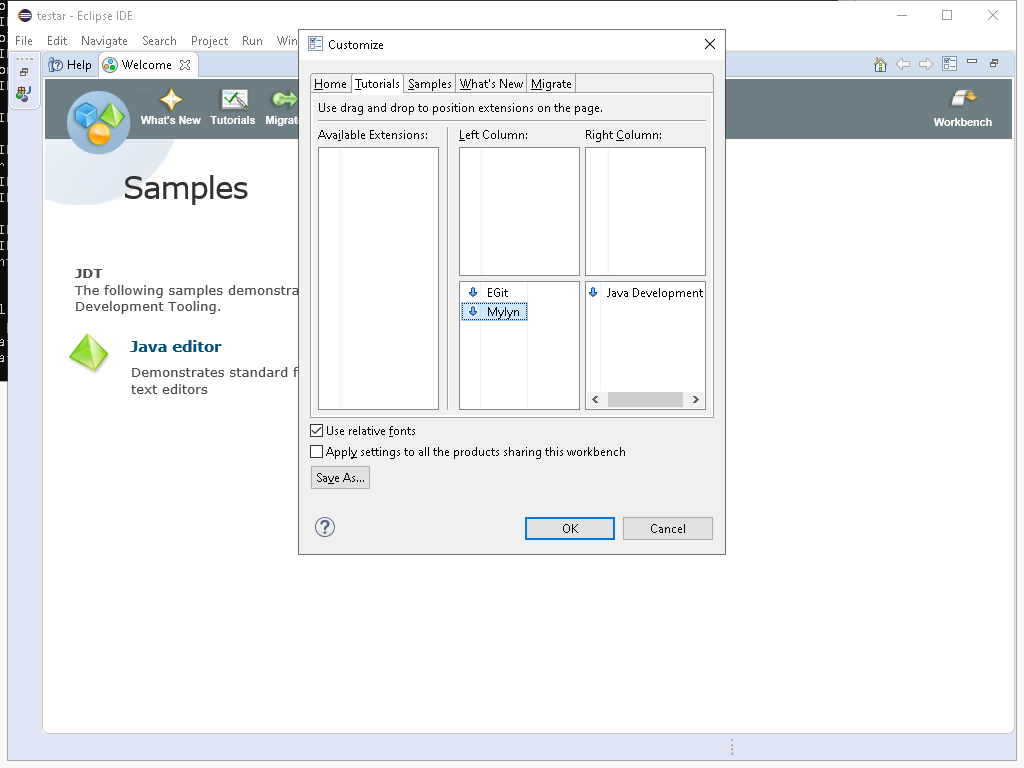 testar - Eclipse IDE
File Edit Navigate Search Project Run Win
Help Welcome
What's New Tutorials Migrat
Workbench
Samples
JDT
The following samples demonstra
Development Tooling.
Java editor
Demonstrates standard f
text editors
Customize
Home Tutorials Samples What's New Migrate
Use drag and drop to position extensions on the page.
Available Extensions: Left Column: Right Column:
EGit
Mylyn
Java Development
Use relative fonts
Apply settings to all the products sharing this workbench
Save As...
OK Cancel